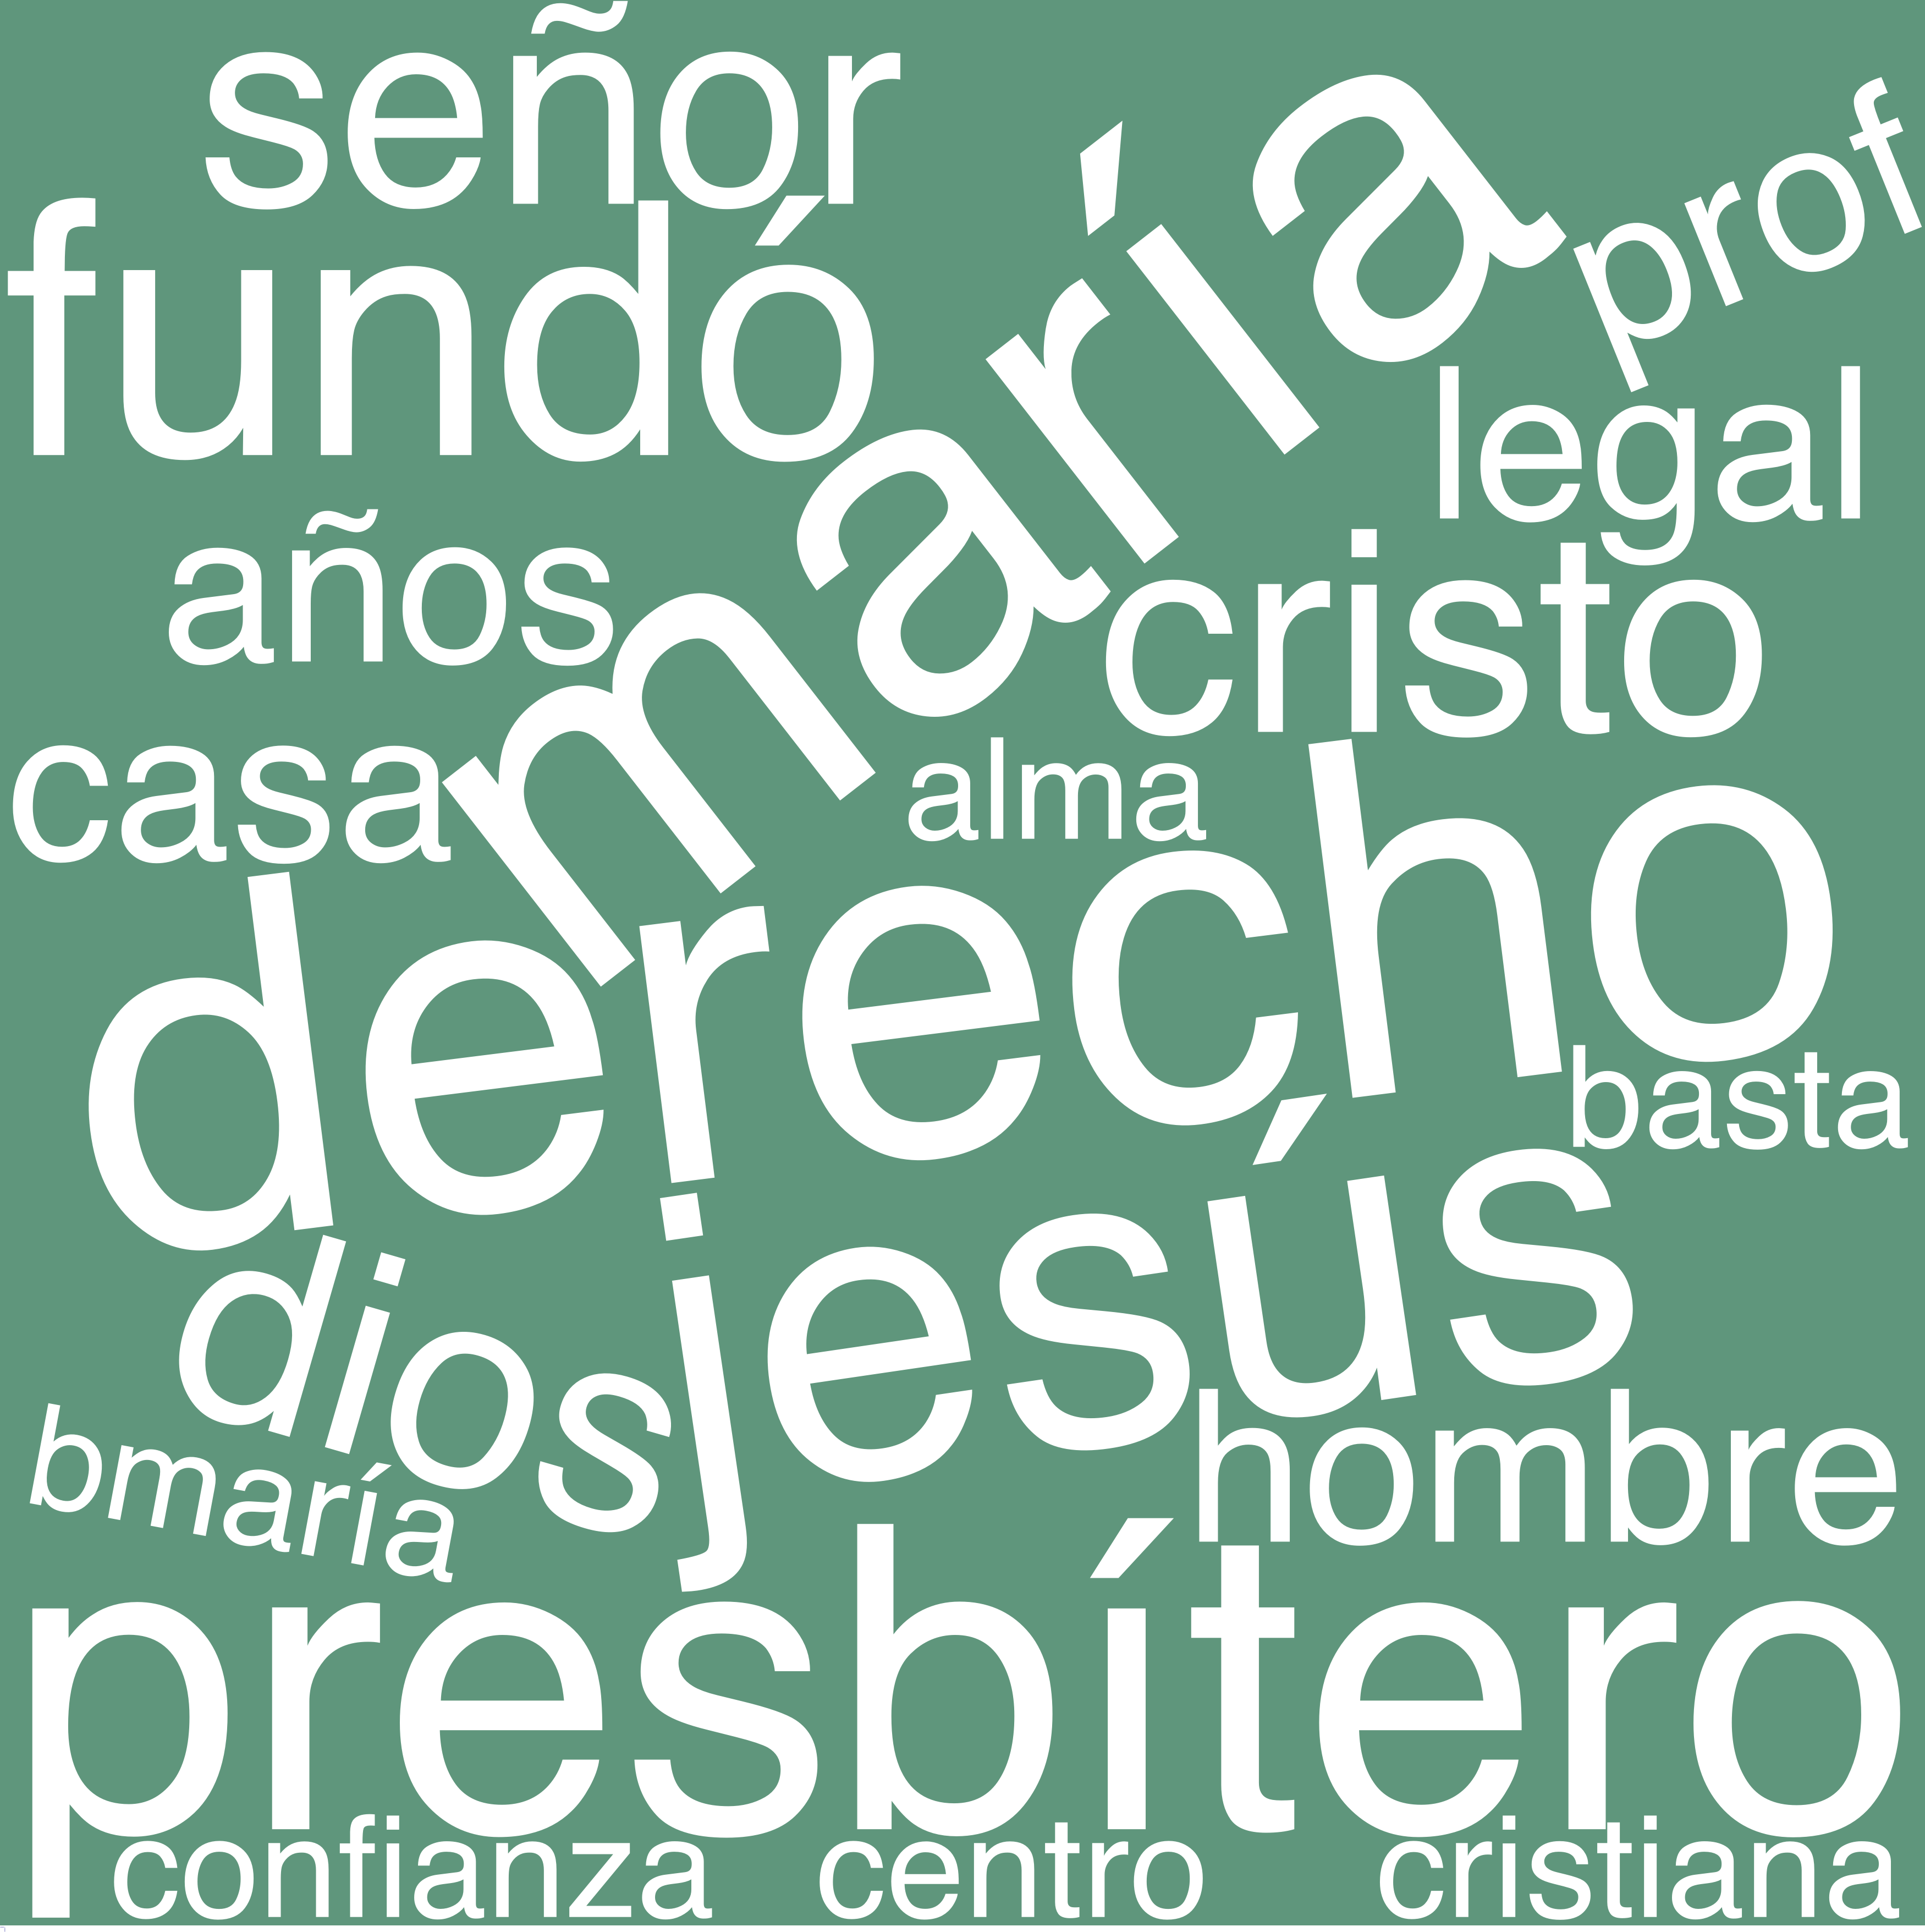 señor
fundó
maría
prof
legal
años
cristo
casa
alma
derecho
basta
jesús
dios
bmaría
hombre
presbítero
confianza
centro
cristiana